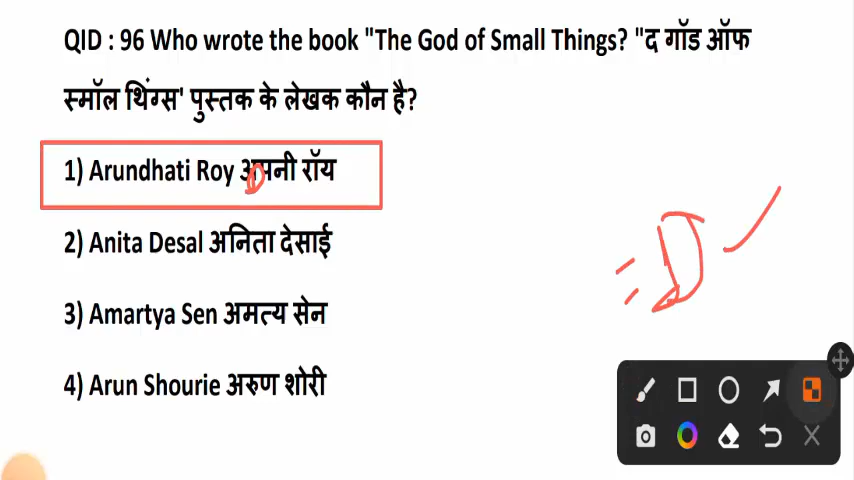 QID : 96 Who wrote the book "The God of Small Things? "द गॉड ऑफ
स्मॉल थिंग्स' पुस्तक के लेखक कौन है?
1) Arundhati Roy अपनी रॉय
2) Anita Desal अनिता देसाई
3) Amartya Sen अमत्य सेन
4) Arun Shourie अरुण शोरी